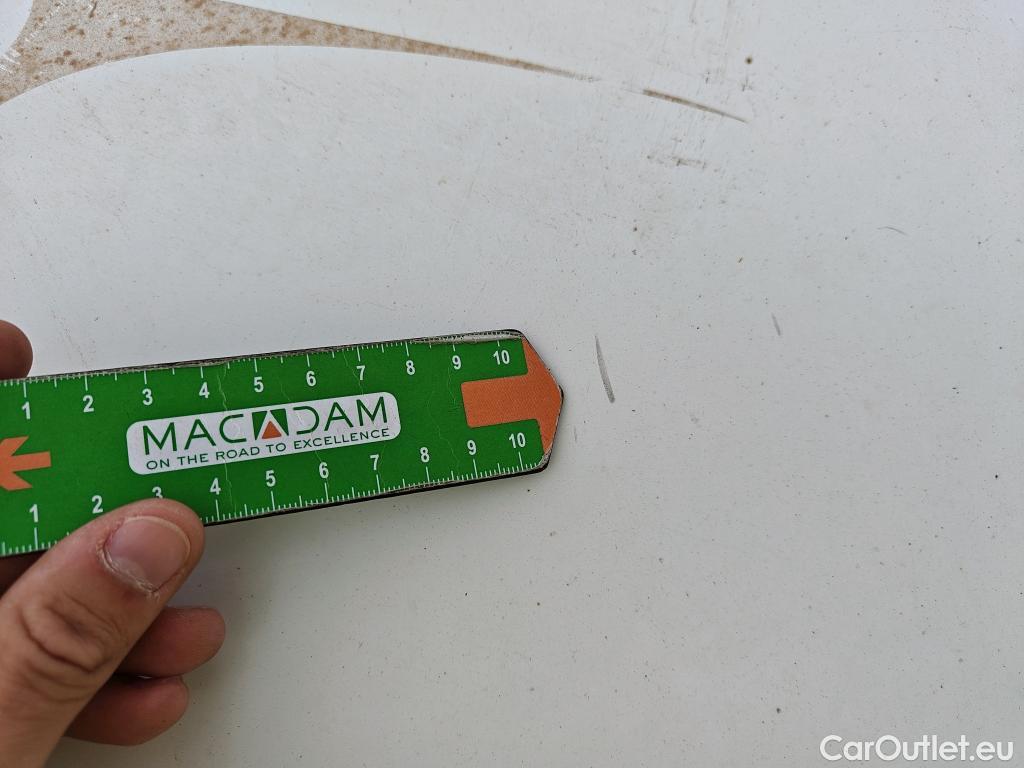 1 2 3 4 5 6 7 8 9 10
MACADAM
ON THE ROAD TO EXCELLENCE
1 2 3 4 5 6 7 8 9 10
CarOutlet.eu